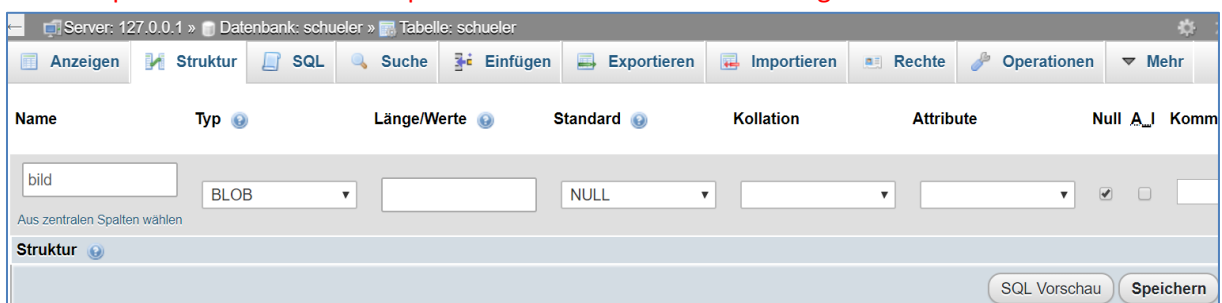 Server: 127.0.0.1 » Datenbank: schueler » Tabelle: schueler
Anzeigen Struktur SQL Suche Einfügen Exportieren Importieren Rechte Operationen Mehr
Name Typ Länge/Werte Standard Kollation Attribute Null A_I Komm
bild BLOB NULL
Aus zentralen Spalten wählen
Struktur
SQL Vorschau Speichern